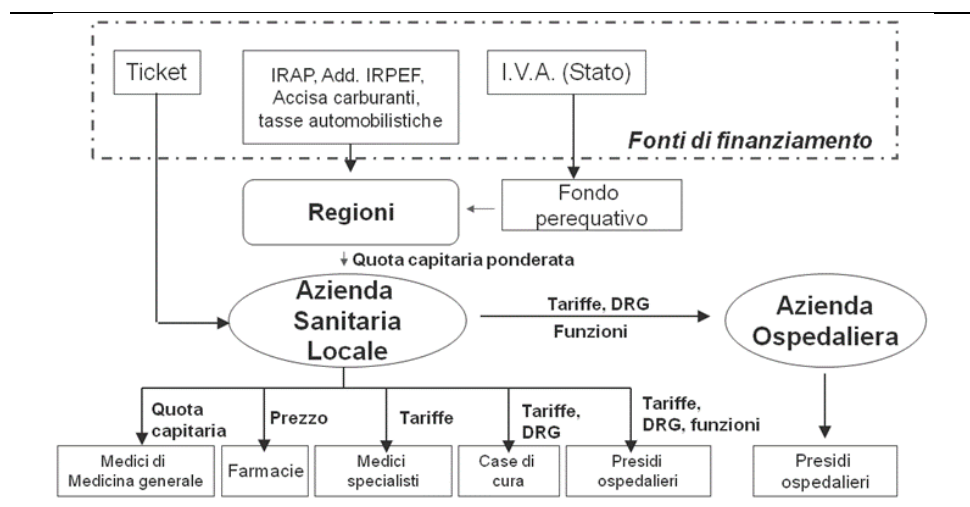 Ticket
IRAP, Add. IRPEF,
Accisa carburanti,
tasse automobilistiche
I.V.A. (Stato)
Fonti di finanziamento
Regioni
Fondo
perequativo
Quota capitaria ponderata
Azienda
Sanitaria
Locale
Tariffe, DRG
Funzioni
Azienda
Ospedaliera
Quota
capitaria
Prezzo
Tariffe
Tariffe,
DRG
Tariffe,
DRG, funzioni
Medici di
Medicina generale
Farmacie
Medici
specialisti
Case di
cura
Presidi
ospedalieri
Presidi
ospedalieri